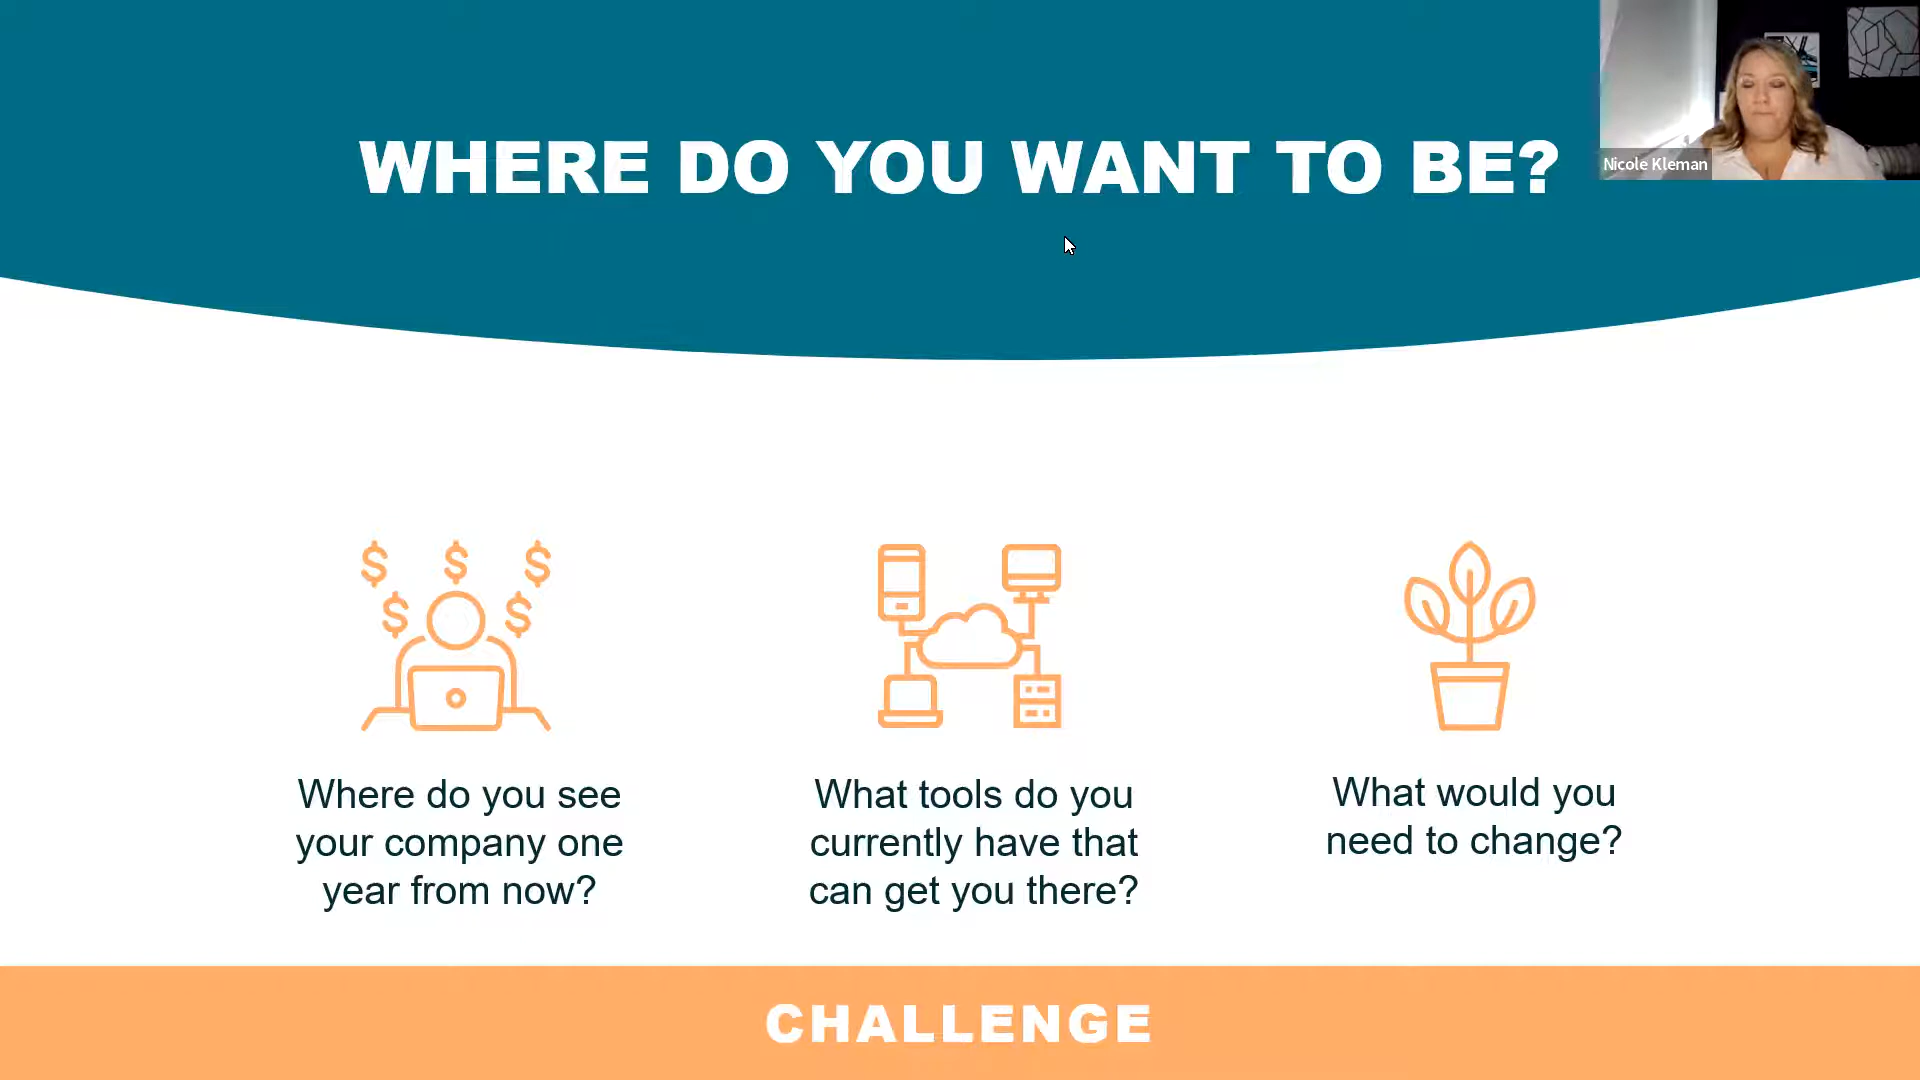 WHERE DO YOU WANT TO BE?
Nicole Kleman
$ $ $
$ $
Where do you see
your company one
year from now?
What tools do you
currently have that
can get you there?
What would you
need to change?
CHALLENGE